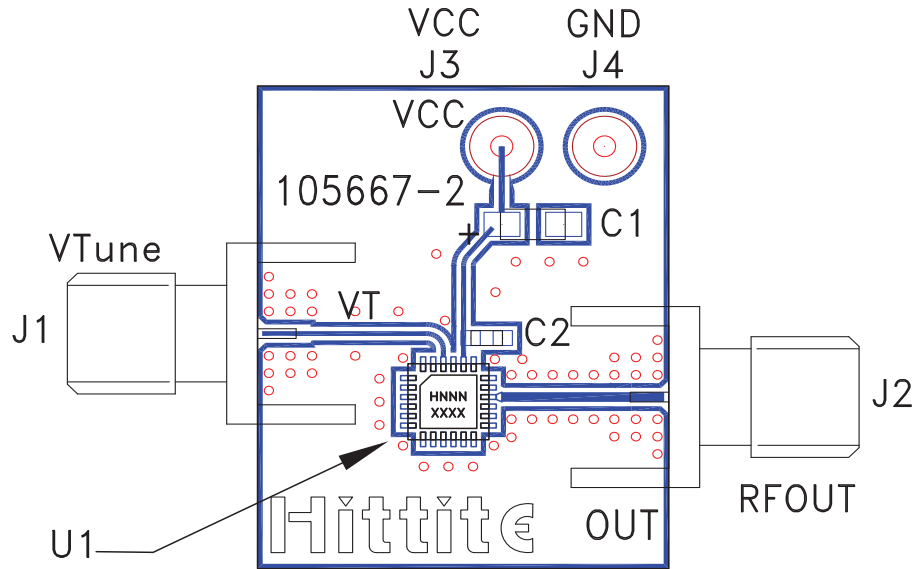 VCC GND
J3 J4
VCC
105667-2
C1
VTune
J1
VT
C2
HNNN
XXXX
J2
RFOUT
OUT
Hittite
U1